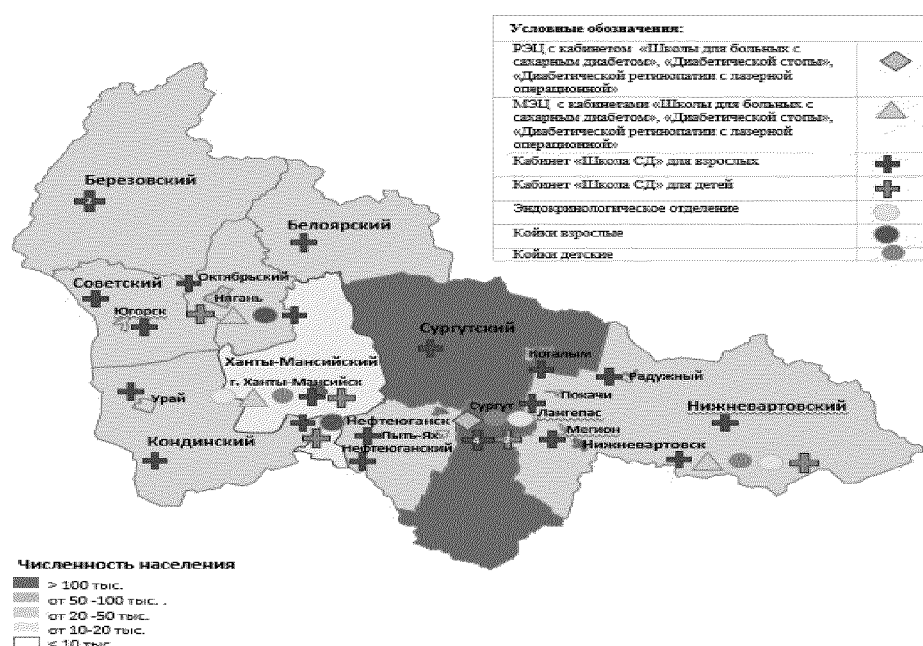 Условные обозначения:
РЭЦ с кабинетом «Школы для больных с
сахарным диабетом», «Диабетической стопы»,
«Диабетической ретинопатии с лазерной
операционной»
МЭЦ с кабинетами «Школы для больных с
сахарным диабетом», «Диабетической стопы»,
«Диабетической ретинопатии с лазерной
операционной»
Кабинет «Школа СД» для взрослых
Кабинет «Школа СД» для детей
Эндокринологическое отделение
Койки взрослые
Койки детские
Березовский
2
Белоярский
Октябрьский
Советский
Нягань
Югорск
Сургутский
Ханты-Мансийский
Когалым
г. Ханты-Мансийск
Радужный
Урай
Покачи
Сургут
Лангепас
Нижневартовский
Нефтеюганск
Кондинский
Пыть-Ях
Мегион
Нефтеюганский
Нижневартовск
4
Численность населения
> 100 тыс.
от 50 -100 тыс. .
от 20 -50 тыс.
от 10-20 тыс.
< 10 тыс.